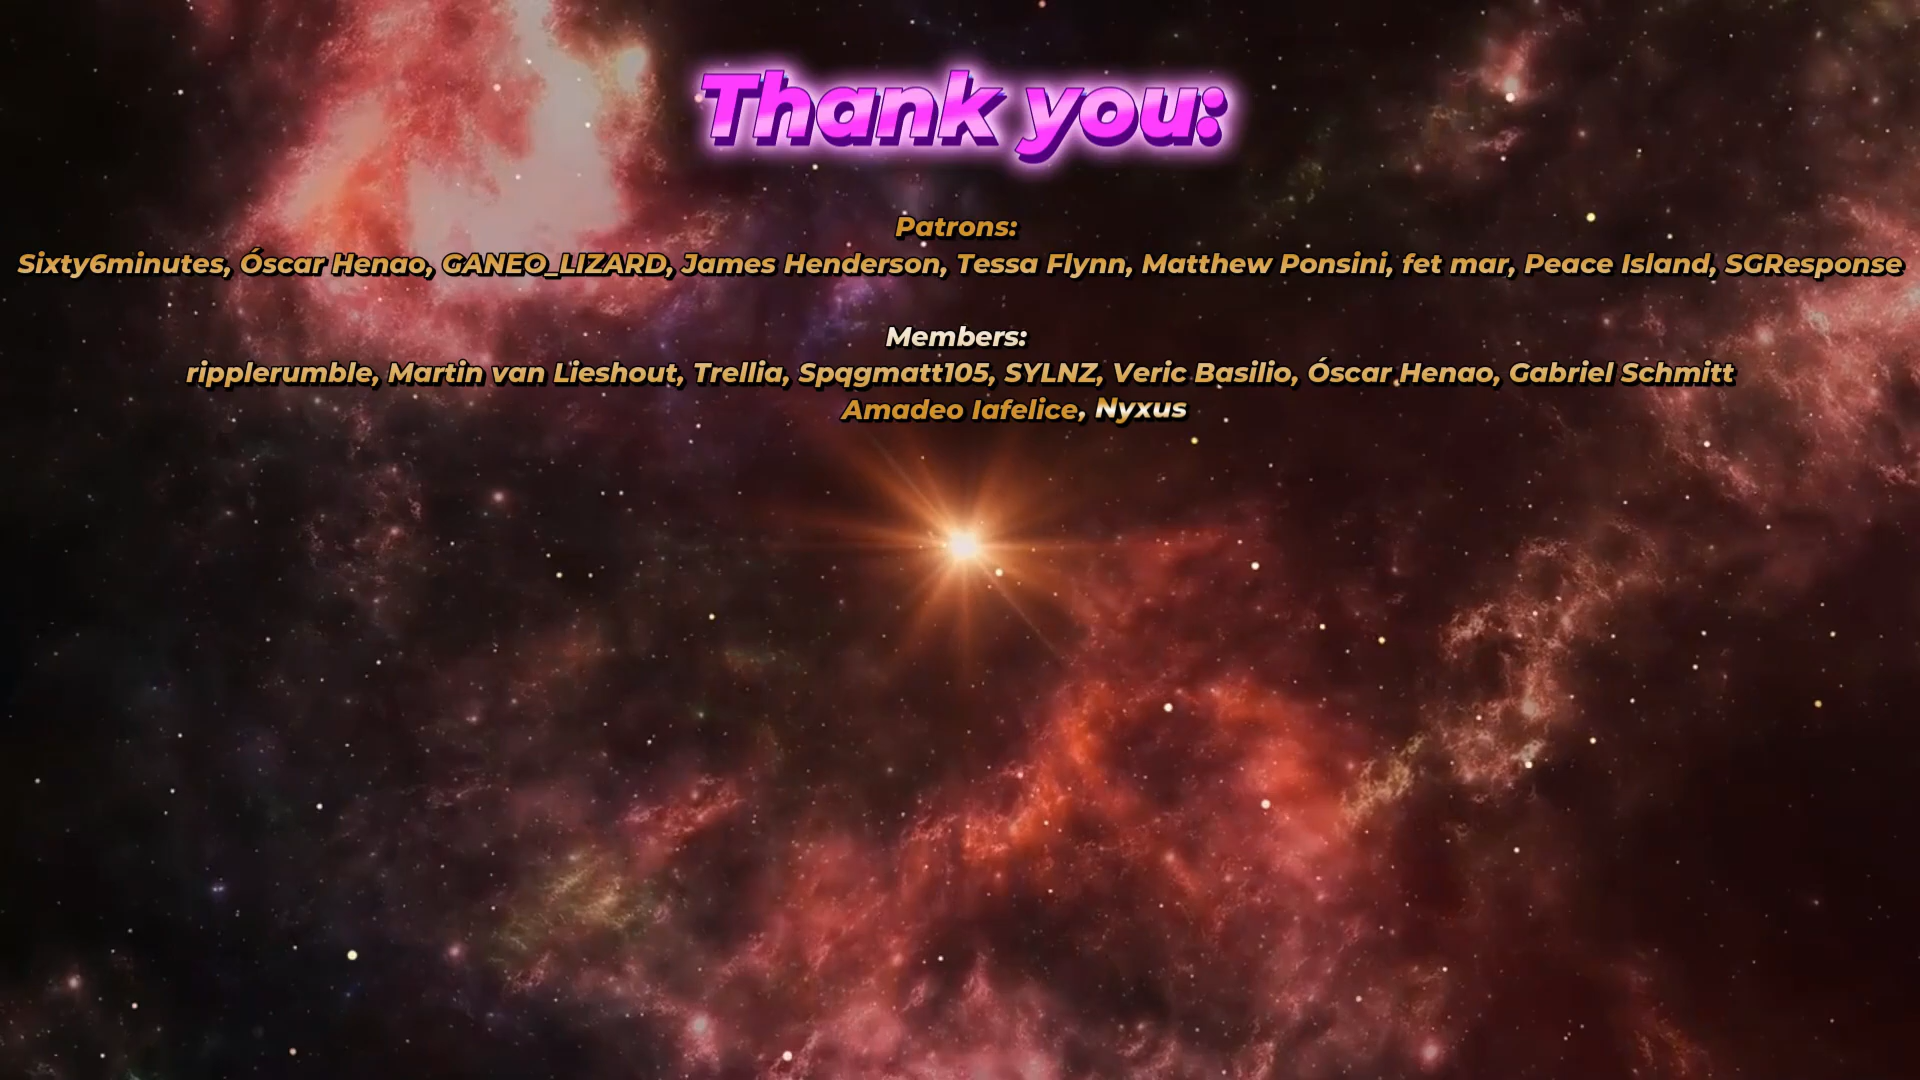 Thank you:
Patrons:
Sixty6minutes, Óscar Henao, GANEO_LIZARD, James Henderson, Tessa Flynn, Matthew Ponsini, fet mar, Peace Island, SGResponse
Members:
ripplerumble, Martin van Lieshout, Trellia, Spqgmatt105, SYLNZ, Veric Basilio, Óscar Henao, Gabriel Schmitt
Amadeo Iafelice, Nyxus